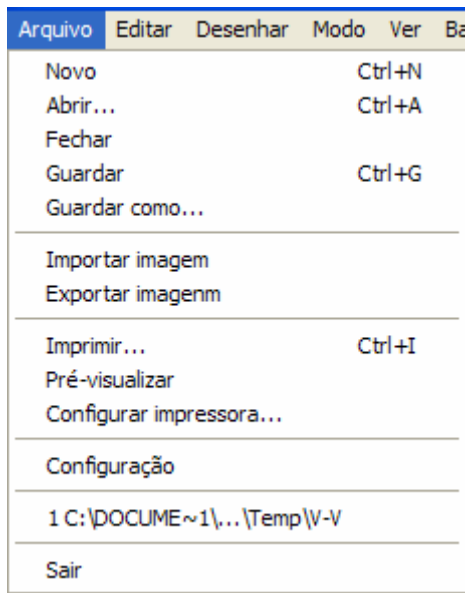 Arquivo Editar Desenhar Modo Ver Ba
Novo Ctrl+N
Abrir... Ctrl+A
Fechar
Guardar Ctrl+G
Guardar como...
Importar imagem
Exportar imagenm
Imprimir... Ctrl+I
Pré-visualizar
Configurar impressora...
Configuração
1 C:\DOCUME~1\...\Temp\V-V
Sair